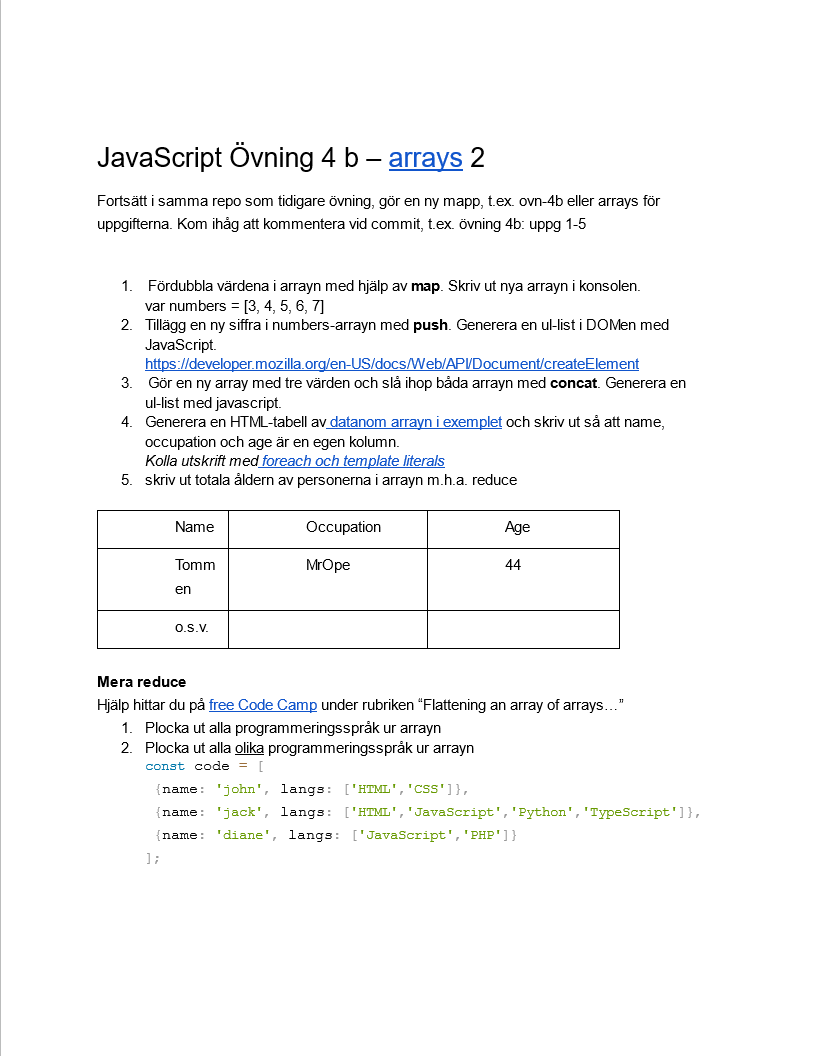 JavaScript Övning 4 b – arrays 2
Fortsätt i samma repo som tidigare övning, gör en ny mapp, t.ex. ovn-4b eller arrays för
uppgifterna. Kom ihåg att kommentera vid commit, t.ex. övning 4b: uppg 1-5
1. Fördubbla värdena i arrayn med hjälp av map. Skriv ut nya arrayn i konsolen.
var numbers = [3, 4, 5, 6, 7]
2. Tillägg en ny siffra i numbers-arrayn med push. Generera en ul-list i DOMen med
JavaScript.
https://developer.mozilla.org/en-US/docs/Web/API/Document/createElement
3. Gör en ny array med tre värden och slå ihop båda arrayn med concat. Generera en
ul-list med javascript.
4. Generera en HTML-tabell av datanom arrayn i exemplet och skriv ut så att name,
occupation och age är en egen kolumn.
Kolla utskrift med foreach och template literals
5. skriv ut totala åldern av personerna i arrayn m.h.a. reduce
Name Occupation Age
Tomm MrOpe 44
en
o.s.v.
Mera reduce
Hjälp hittar du på free Code Camp under rubriken “Flattening an array of arrays…”
1. Plocka ut alla programmeringsspråk ur arrayn
2. Plocka ut alla olika programmeringsspråk ur arrayn
const code = [
{name: 'john', langs: ['HTML','CSS']},
{name: 'jack', langs: ['HTML','JavaScript','Python','TypeScript']},
{name: 'diane', langs: ['JavaScript','PHP']}
];